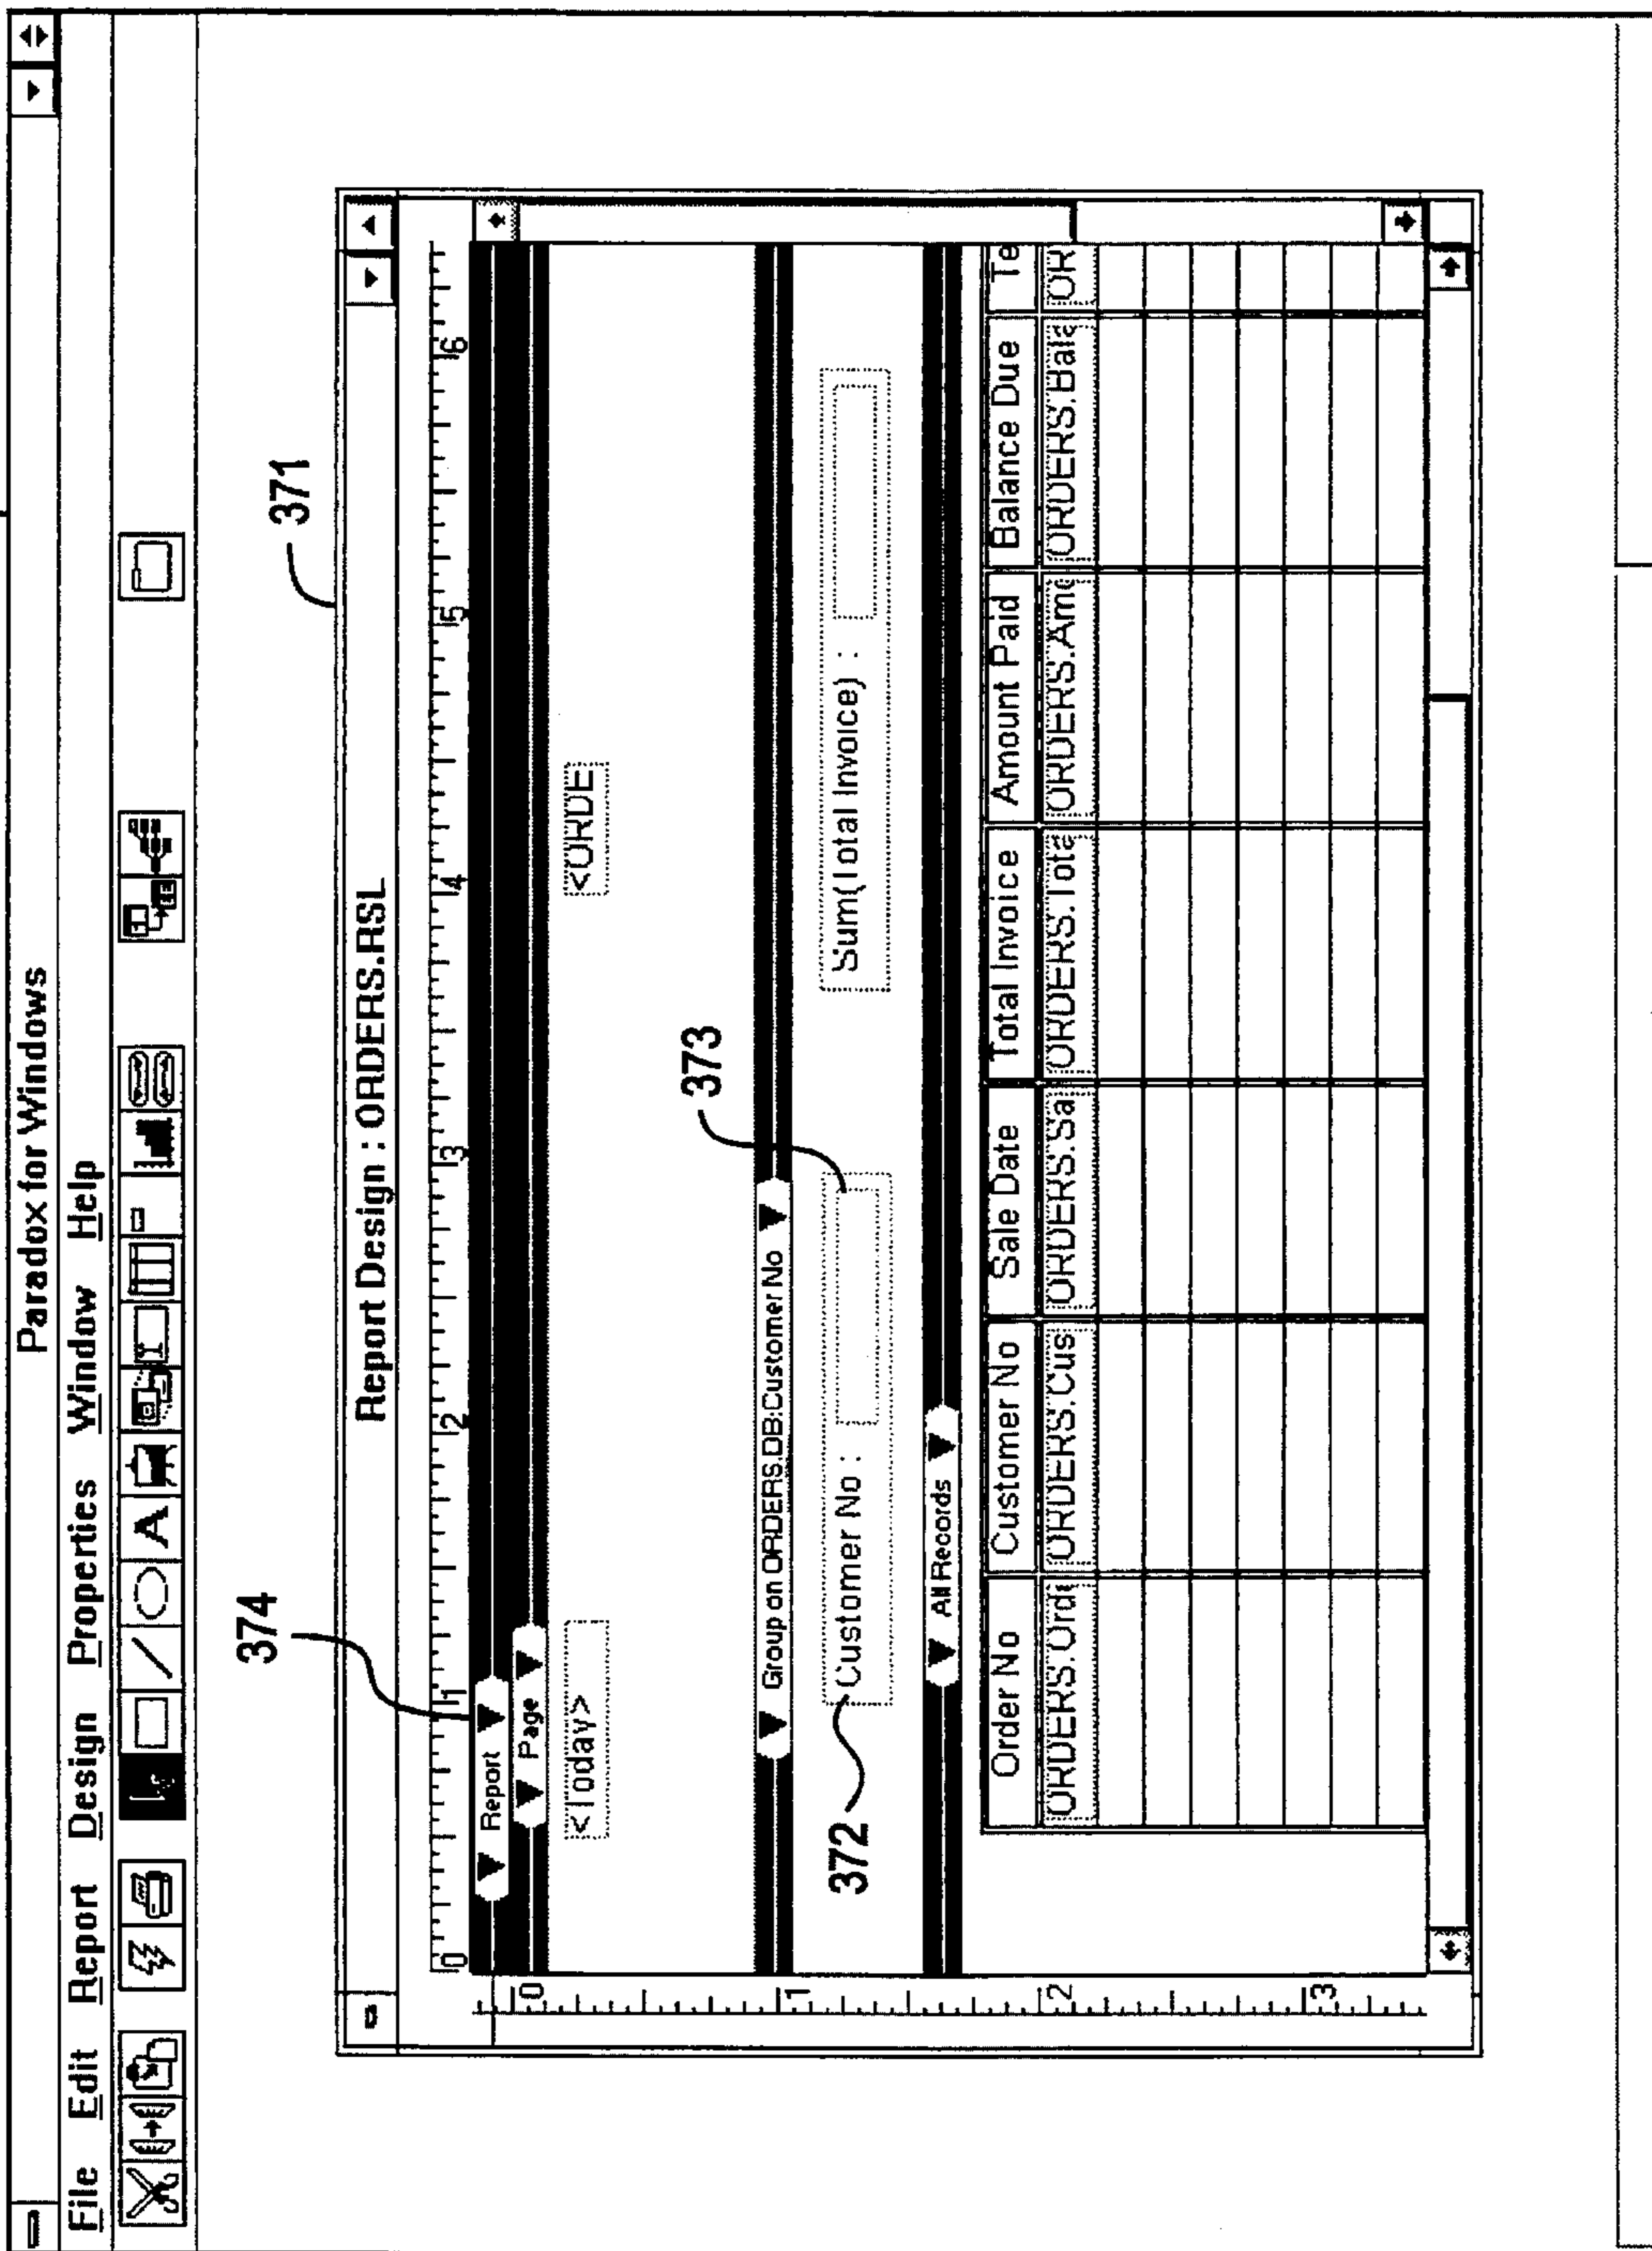 Paradox for Windows
File Edit Report Design Properties Window Help
A
371
374
Report Design : ORDERS.RSL
0 1 2 3 4 5 6
Report
Page
0
<Today> <ORDE
373
Group on ORDERS.DB:Customer No
1
372
Customer No : Sum(Total Invoice) :
All Records
Order No Customer No Sale Date Total Invoice Amount Paid Balance Due Te
2
ORDERS.Orde ORDERS.Cus ORDERS.Sa ORDERS.Tota ORDERS.Amo ORDERS.Bala OR
3